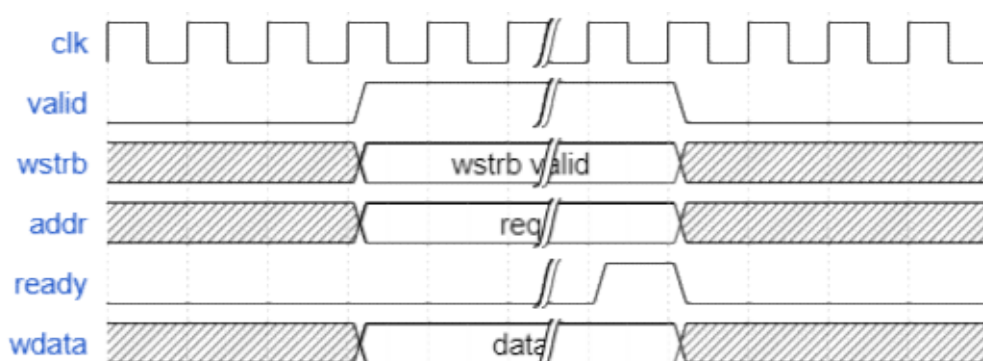 clk
valid
wstrb wstrb valid
addr req
ready
wdata data